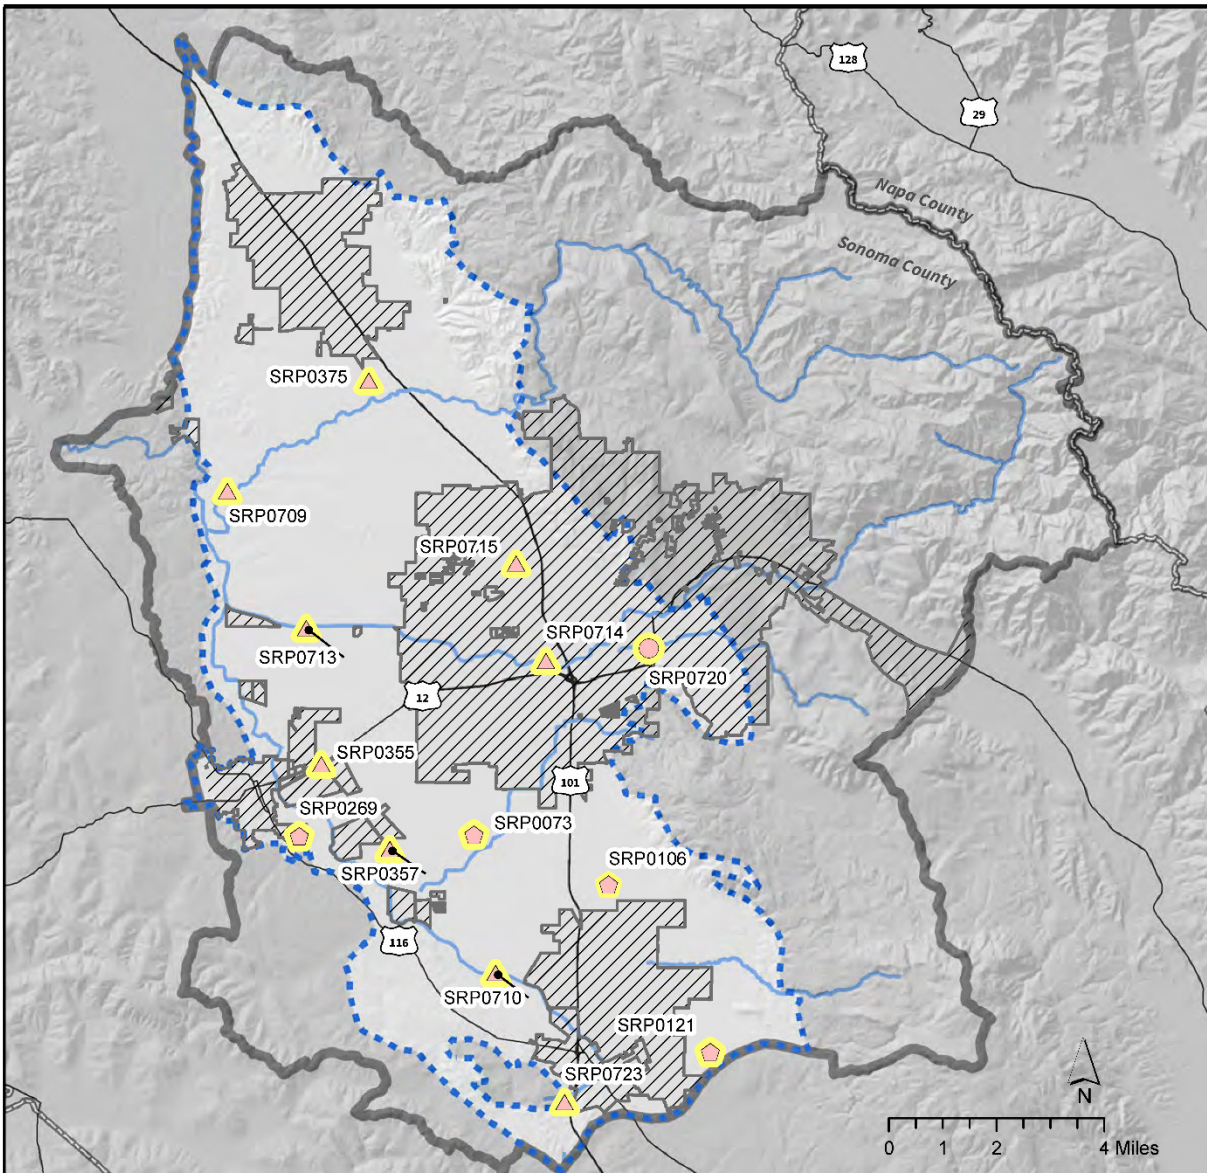 128
29
Napa County
Sonoma County
SRP0375
SRP0709
SRP0715
SRP0714
SRP0713
SRP0720
12
SRP0355
101
SRP0269
SRP0073
SRP0106
SRP0357
116
SRP0710
SRP0121
SRP0723
N
0 1 2 4 Miles